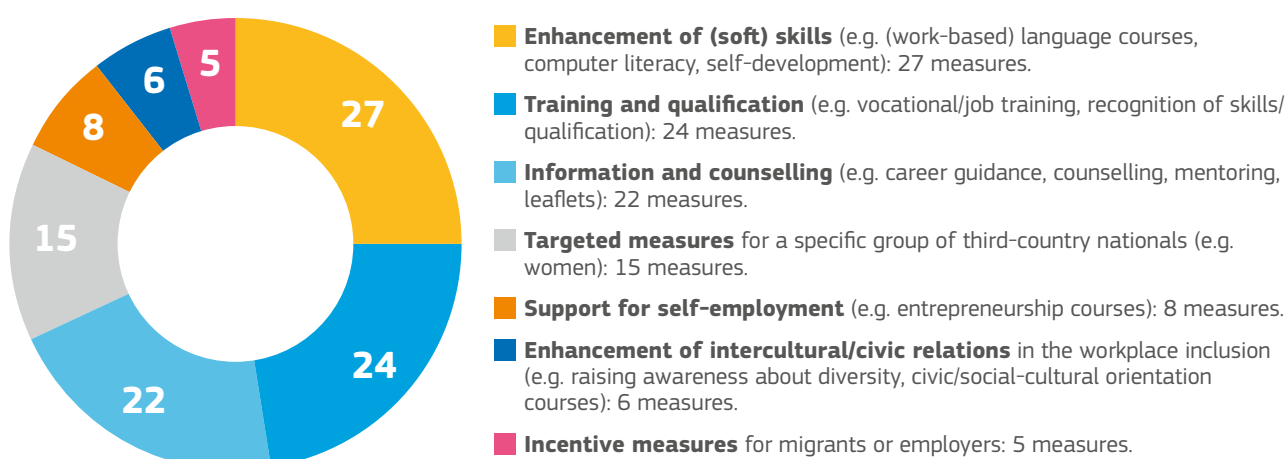 5
6
27
8
15
24
22
Enhancement of (soft) skills (e.g. (work-based) language courses,
computer literacy, self-development): 27 measures.
Training and qualification (e.g. vocational/job training, recognition of skills/
qualification): 24 measures.
Information and counselling (e.g. career guidance, counselling, mentoring,
leaflets): 22 measures.
Targeted measures for a specific group of third-country nationals (e.g.
women): 15 measures.
Support for self-employment (e.g. entrepreneurship courses): 8 measures.
Enhancement of intercultural/civic relations in the workplace inclusion
(e.g. raising awareness about diversity, civic/social-cultural orientation
courses): 6 measures.
Incentive measures for migrants or employers: 5 measures.